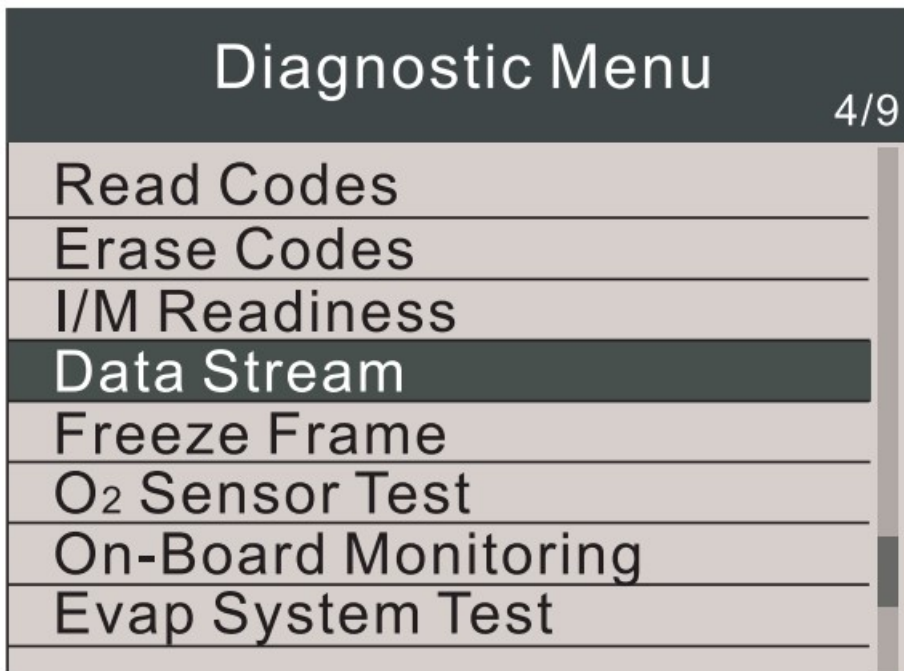 Diagnostic Menu
4/9
Read Codes
Erase Codes
I/M Readiness
Data Stream
Freeze Frame
O₂ Sensor Test
On-Board Monitoring
Evap System Test